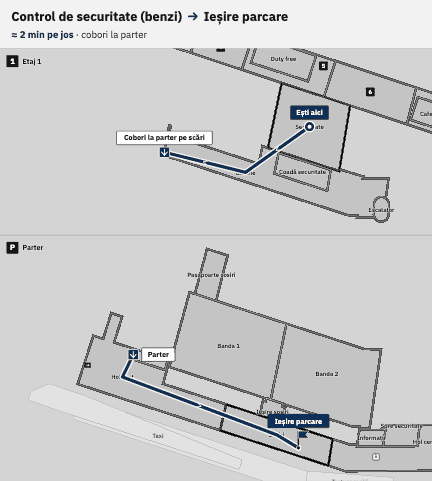 Control de securitate (benzi) → Ieșire parcare
≈ 2 min pe jos · cobori la parter
1 Etaj 1
Duty free
5
6
Cafe
Ești aici
Cobori la parter pe scări
Coadă securitate
Escalator
P Parter
Pașapoarte sosiri
Banda 1
Banda 2
Parter
Ieșire parcare
Taxi
Informații